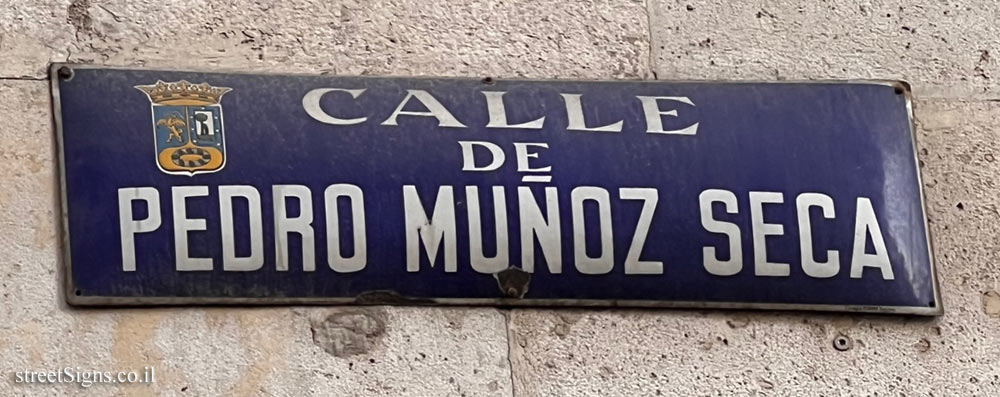 CALLE
DE
PEDRO MUÑOZ SECA
streetSigns.co.il